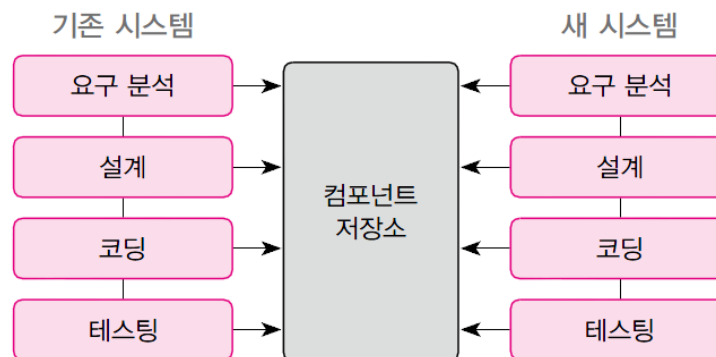 기존 시스템
새 시스템
요구 분석
설계
코딩
테스팅
컴포넌트
저장소
요구 분석
설계
코딩
테스팅